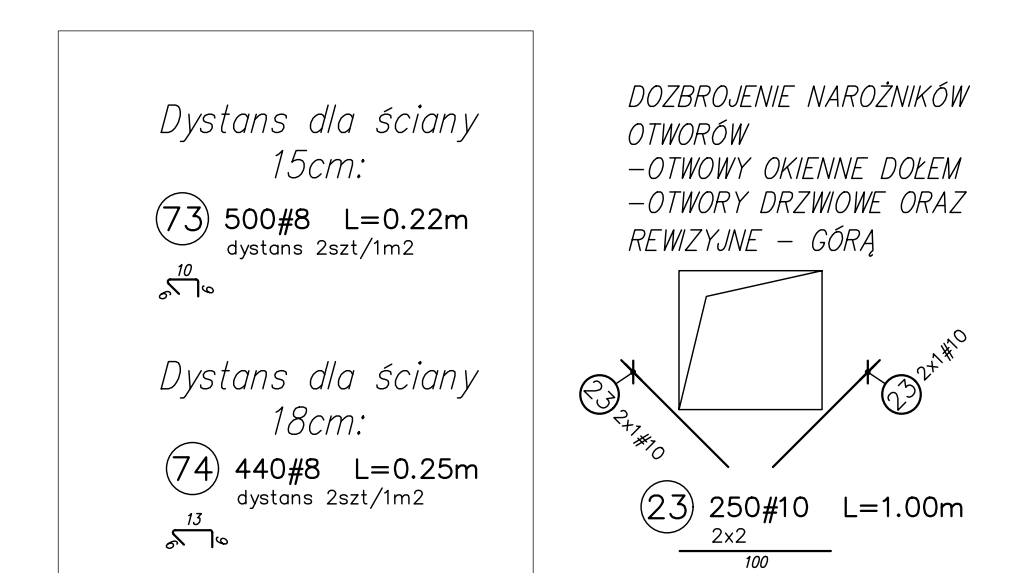 Dystans dla ściany
15cm:
73 500#8 L=0.22m
dystans 2szt/1m2
10
6 6
Dystans dla ściany
18cm:
74 440#8 L=0.25m
dystans 2szt/1m2
13
6 6
DOZBROJENIE NAROŻNIKÓW
OTWORÓW
-OTWOWY OKIENNE DOŁEM
-OTWORY DRZWIOWE ORAZ
REWIZYJNE - GÓRĄ
23 2x1#10
23 2x1#10
23 250#10 L=1.00m
2x2
100